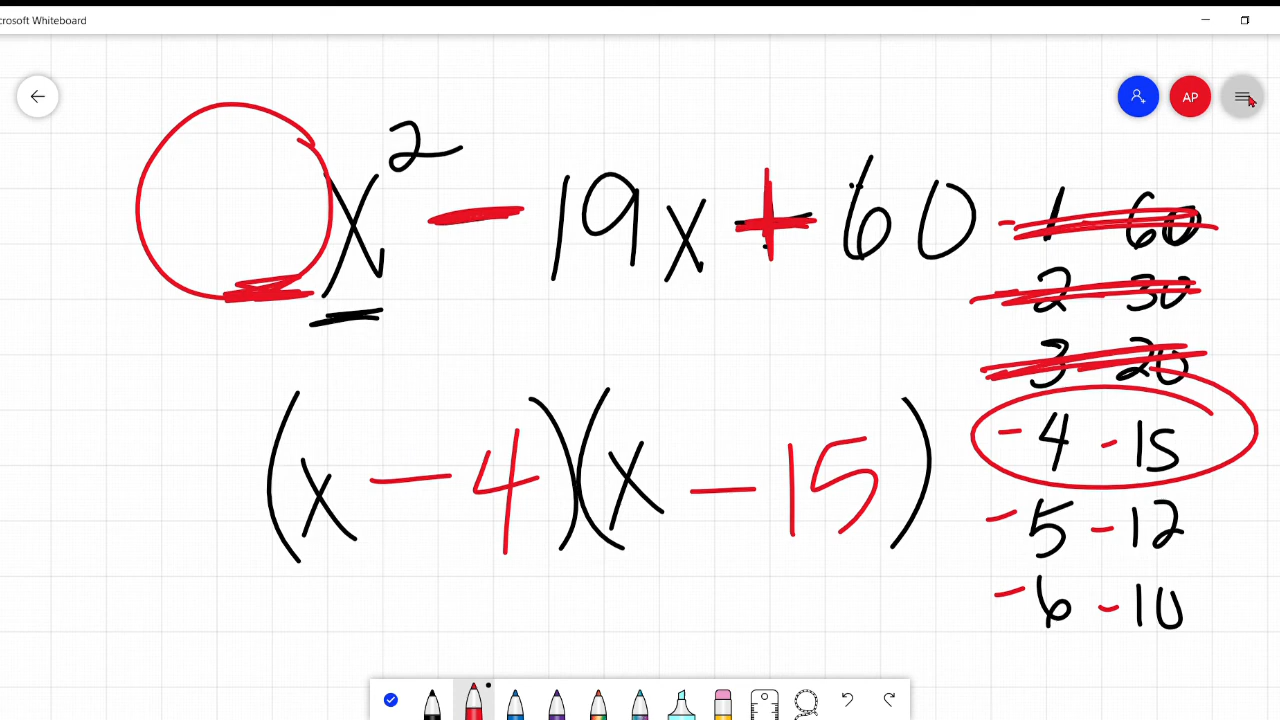 crosoft Whiteboard
AP
x² - 19x + 60
-1 -60
-2 -30
-3 -20
-4 -15
(x - 4)(x - 15)
-5 -12
-6 -10